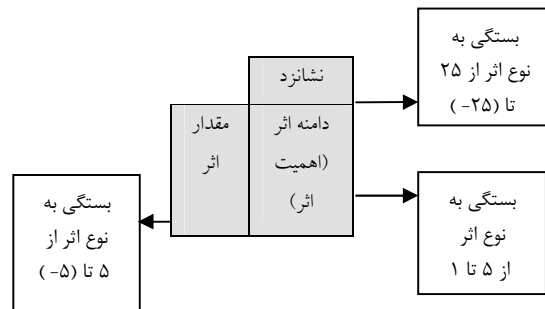 بستگی به
نوع اثر از ۲۵
تا (۲۵-)
نشانزد
دامنه اثر
(اهمیت
اثر)
مقدار
اثر
بستگی به
نوع اثر
از ۵ تا ۱
بستگی به
نوع اثر از
۵ تا (۵-)